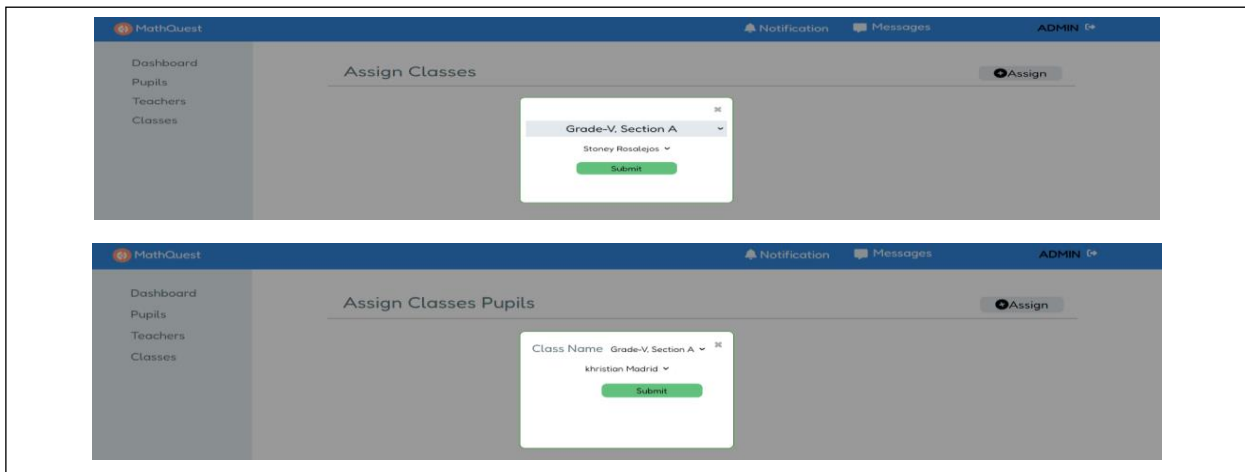 MathQuest Notification Messages ADMIN
Dashboard
Pupils
Teachers
Classes
Assign Classes
Assign
Grade-V, Section A
Stoney Rosalejos
Submit
MathQuest Notification Messages ADMIN
Dashboard
Pupils
Teachers
Classes
Assign Classes Pupils
Assign
Class Name Grade-V, Section A
khristian Madrid
Submit